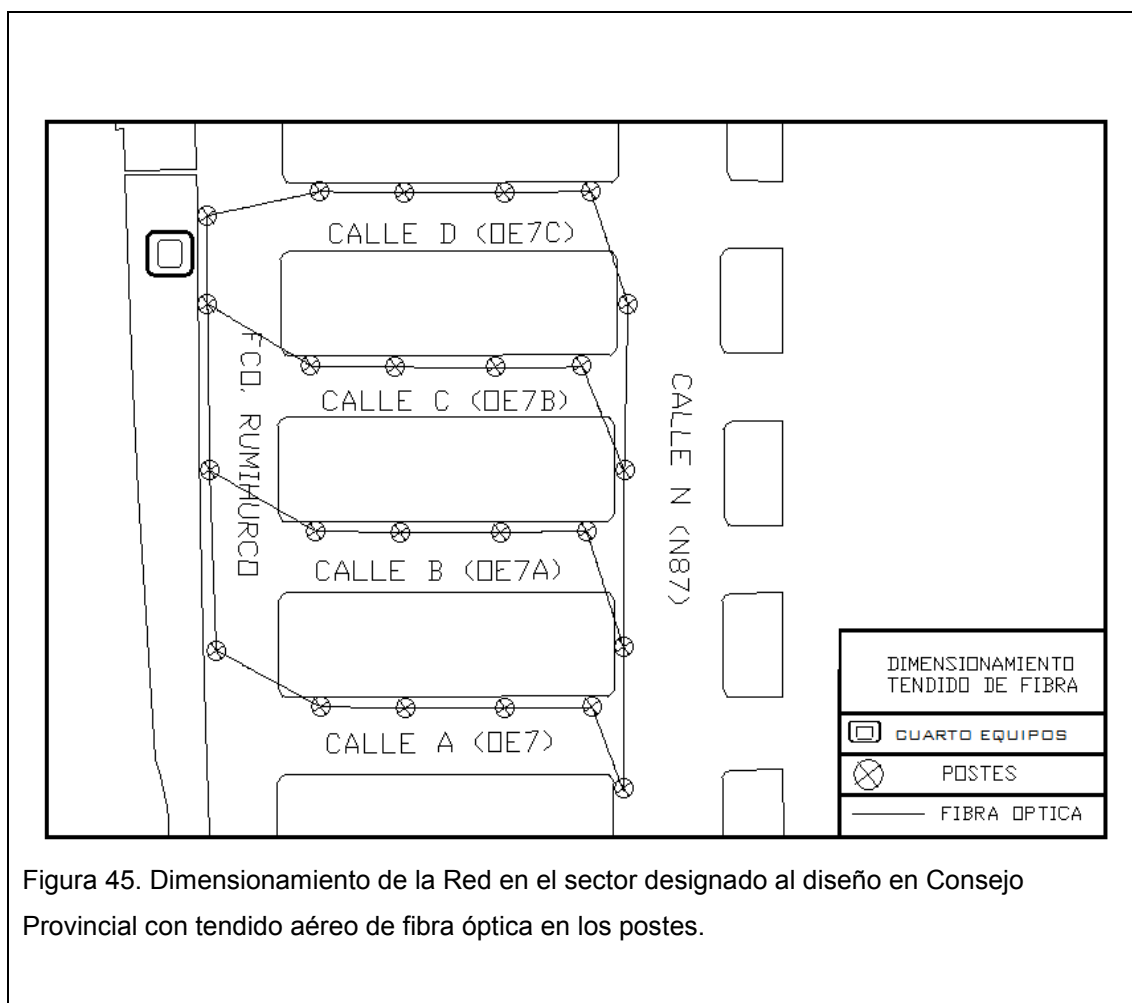 CALLE D (OE7C)
FCO. RUMIHURCO
CALLE C (OE7B)
CALLE N (N87)
CALLE B (OE7A)
CALLE A (OE7)
DIMENSIONAMIENTO
TENDIDO DE FIBRA
CUARTO EQUIPOS
POSTES
FIBRA OPTICA
Figura 45. Dimensionamiento de la Red en el sector designado al diseño en Consejo
Provincial con tendido aéreo de fibra óptica en los postes.